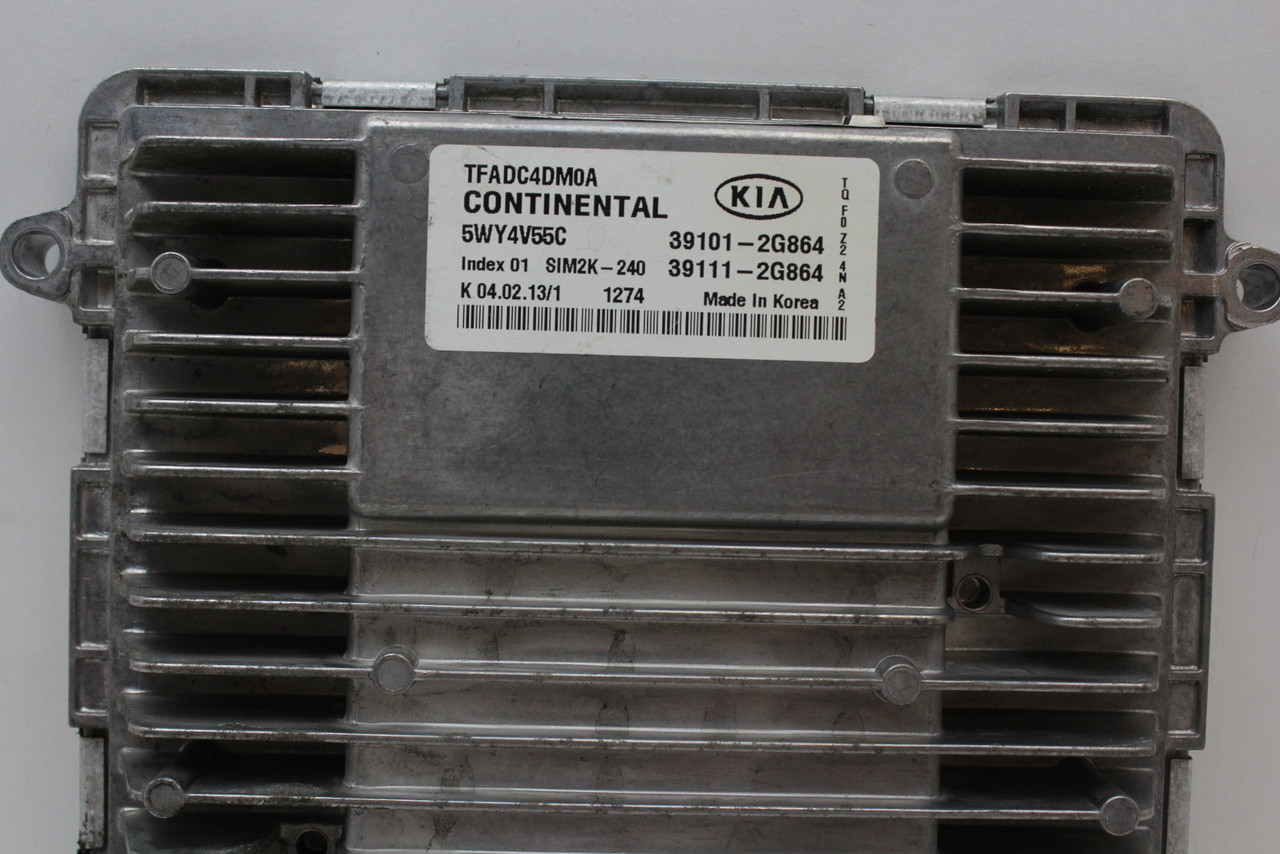 TFADC4DM0A
CONTINENTAL
KIA
5WY4V55C
39101-2G864
Index 01 SIM2K-240 39111-2G864
K 04.02.13/1 1274 Made In Korea
TQ F0 Z2 4N A2